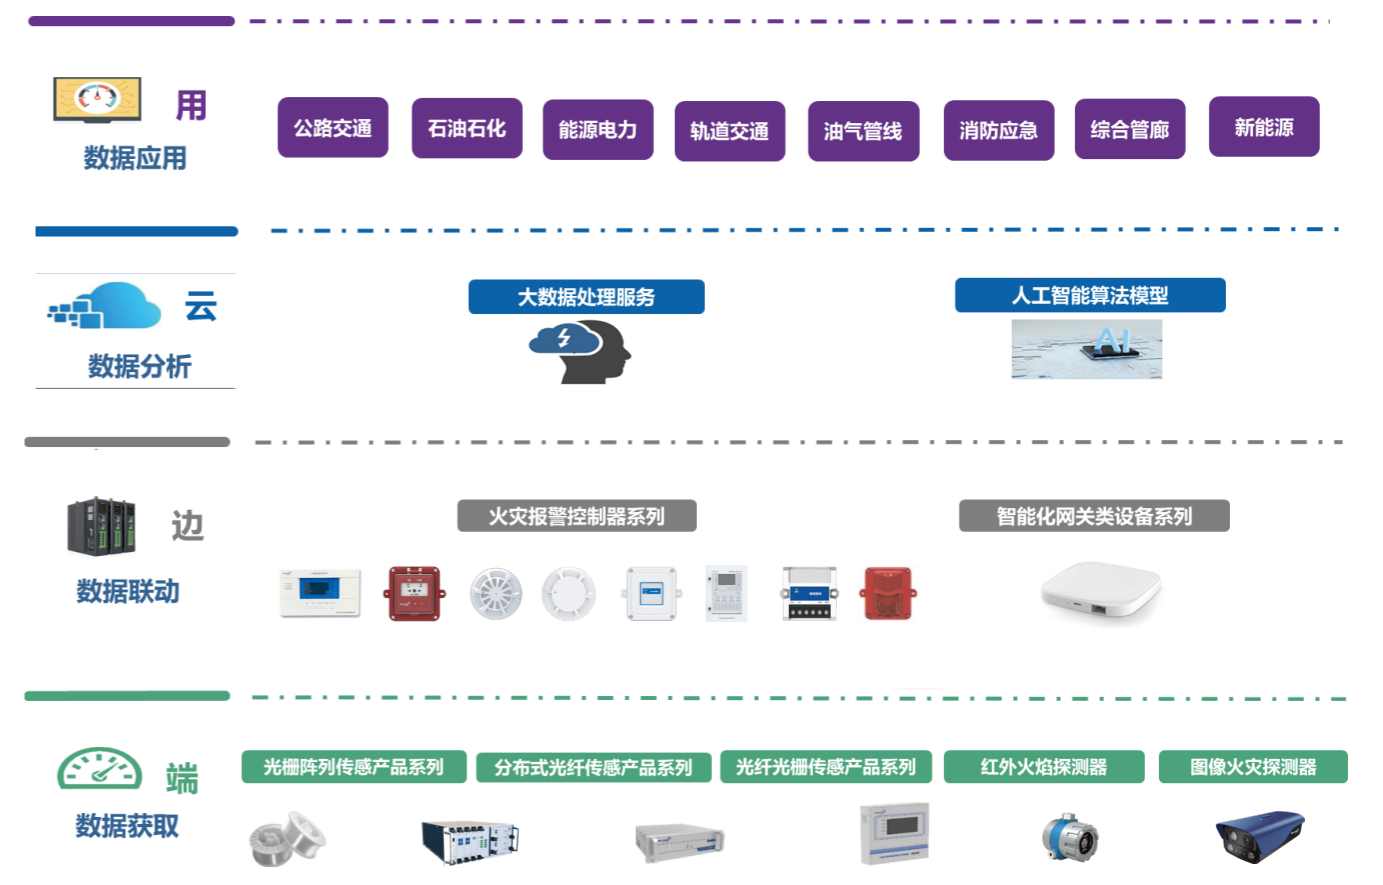 用
数据应用
公路交通
石油石化
能源电力
轨道交通
油气管线
消防应急
综合管廊
新能源
云
数据分析
大数据处理服务
人工智能算法模型
AI
边
数据联动
火灾报警控制器系列
智能化网关类设备系列
端
数据获取
光栅阵列传感产品系列
分布式光纤传感产品系列
光纤光栅传感产品系列
红外火焰探测器
图像火灾探测器